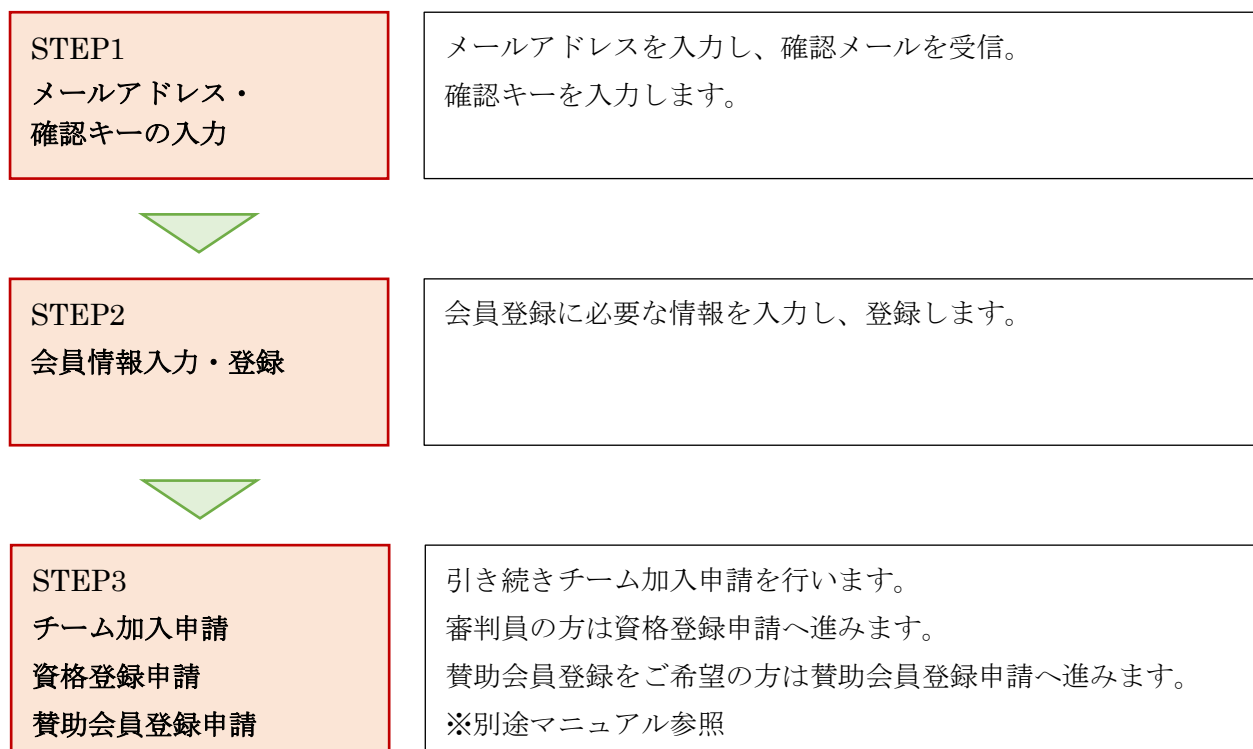 STEP1
メールアドレス・
確認キーの入力
メールアドレスを入力し、確認メールを受信。
確認キーを入力します。
STEP2
会員情報入力・登録
会員登録に必要な情報を入力し、登録します。
STEP3
チーム加入申請
資格登録申請
賛助会員登録申請
引き続きチーム加入申請を行います。
審判員の方は資格登録申請へ進みます。
賛助会員登録をご希望の方は賛助会員登録申請へ進みます。
※別途マニュアル参照